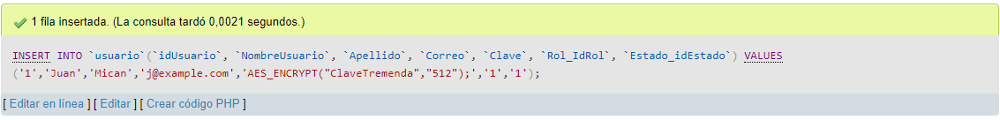 1 fila insertada. (La consulta tardó 0,0021 segundos.)
INSERT INTO `usuario`(`idUsuario`, `NombreUsuario`, `Apellido`, `Correo`, `Clave`, `Rol_IdRol`, `Estado_idEstado`) VALUES
('1','Juan','Mican','j@example.com','AES_ENCRYPT("ClaveTremenda","512");','1','1');
[ Editar en línea ] [ Editar ] [ Crear código PHP ]